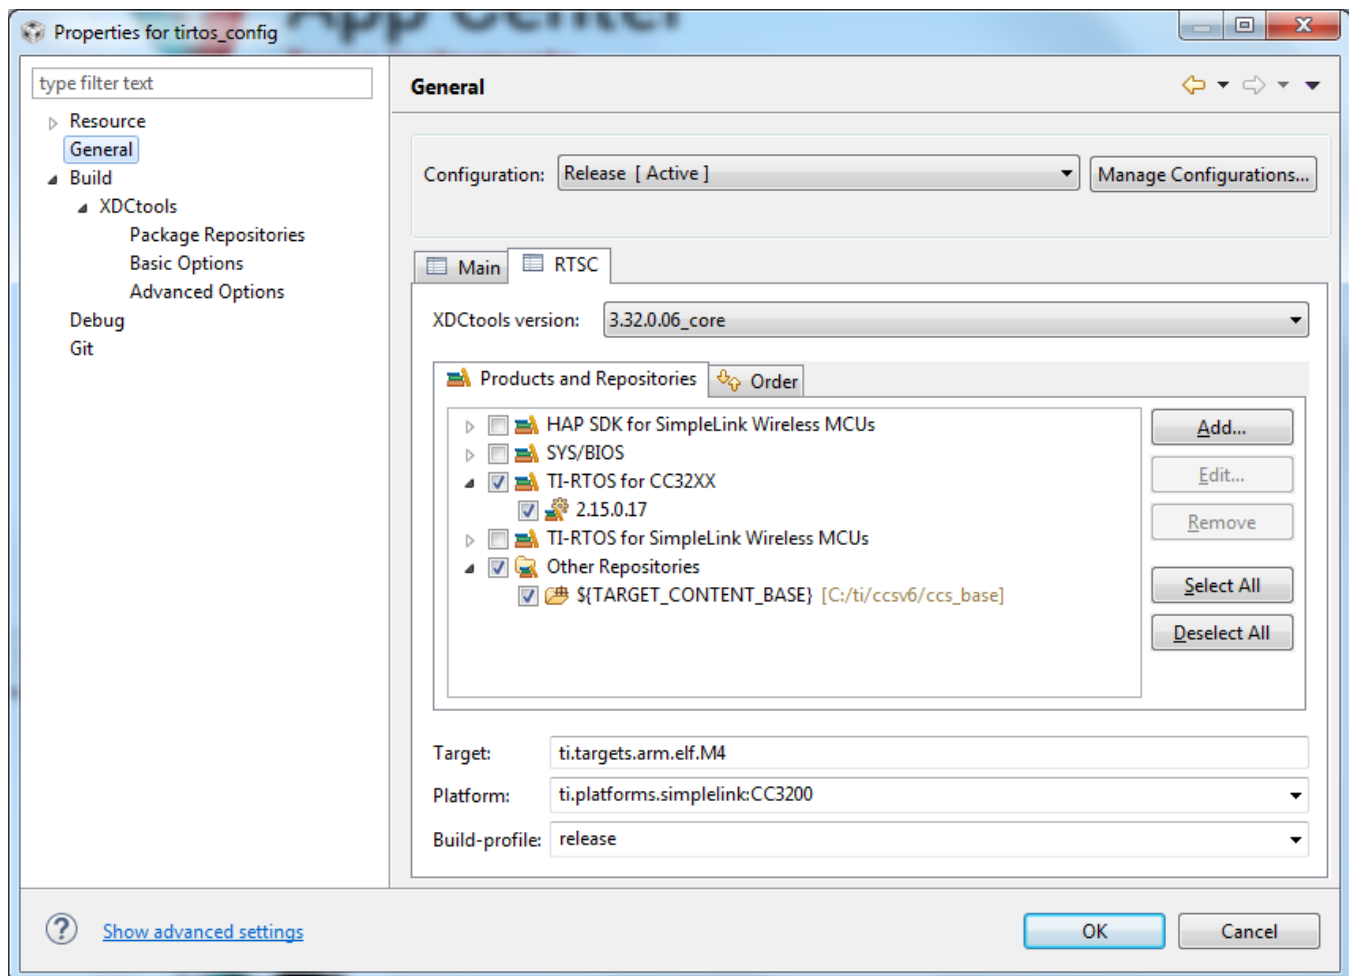 App Center
Properties for tirtos_config
type filter text
General
Resource
General
Build
XDCtools
Package Repositories
Basic Options
Advanced Options
Debug
Git
Configuration: Release [ Active ] Manage Configurations...
Main RTSC
XDCtools version: 3.32.0.06_core
Products and Repositories Order
HAP SDK for SimpleLink Wireless MCUs
SYS/BIOS
TI-RTOS for CC32XX
2.15.0.17
TI-RTOS for SimpleLink Wireless MCUs
Other Repositories
${TARGET_CONTENT_BASE} [C:/ti/ccsv6/ccs_base]
Add...
Edit...
Remove
Select All
Deselect All
Target: ti.targets.arm.elf.M4
Platform: ti.platforms.simplelink:CC3200
Build-profile: release
Show advanced settings
OK Cancel